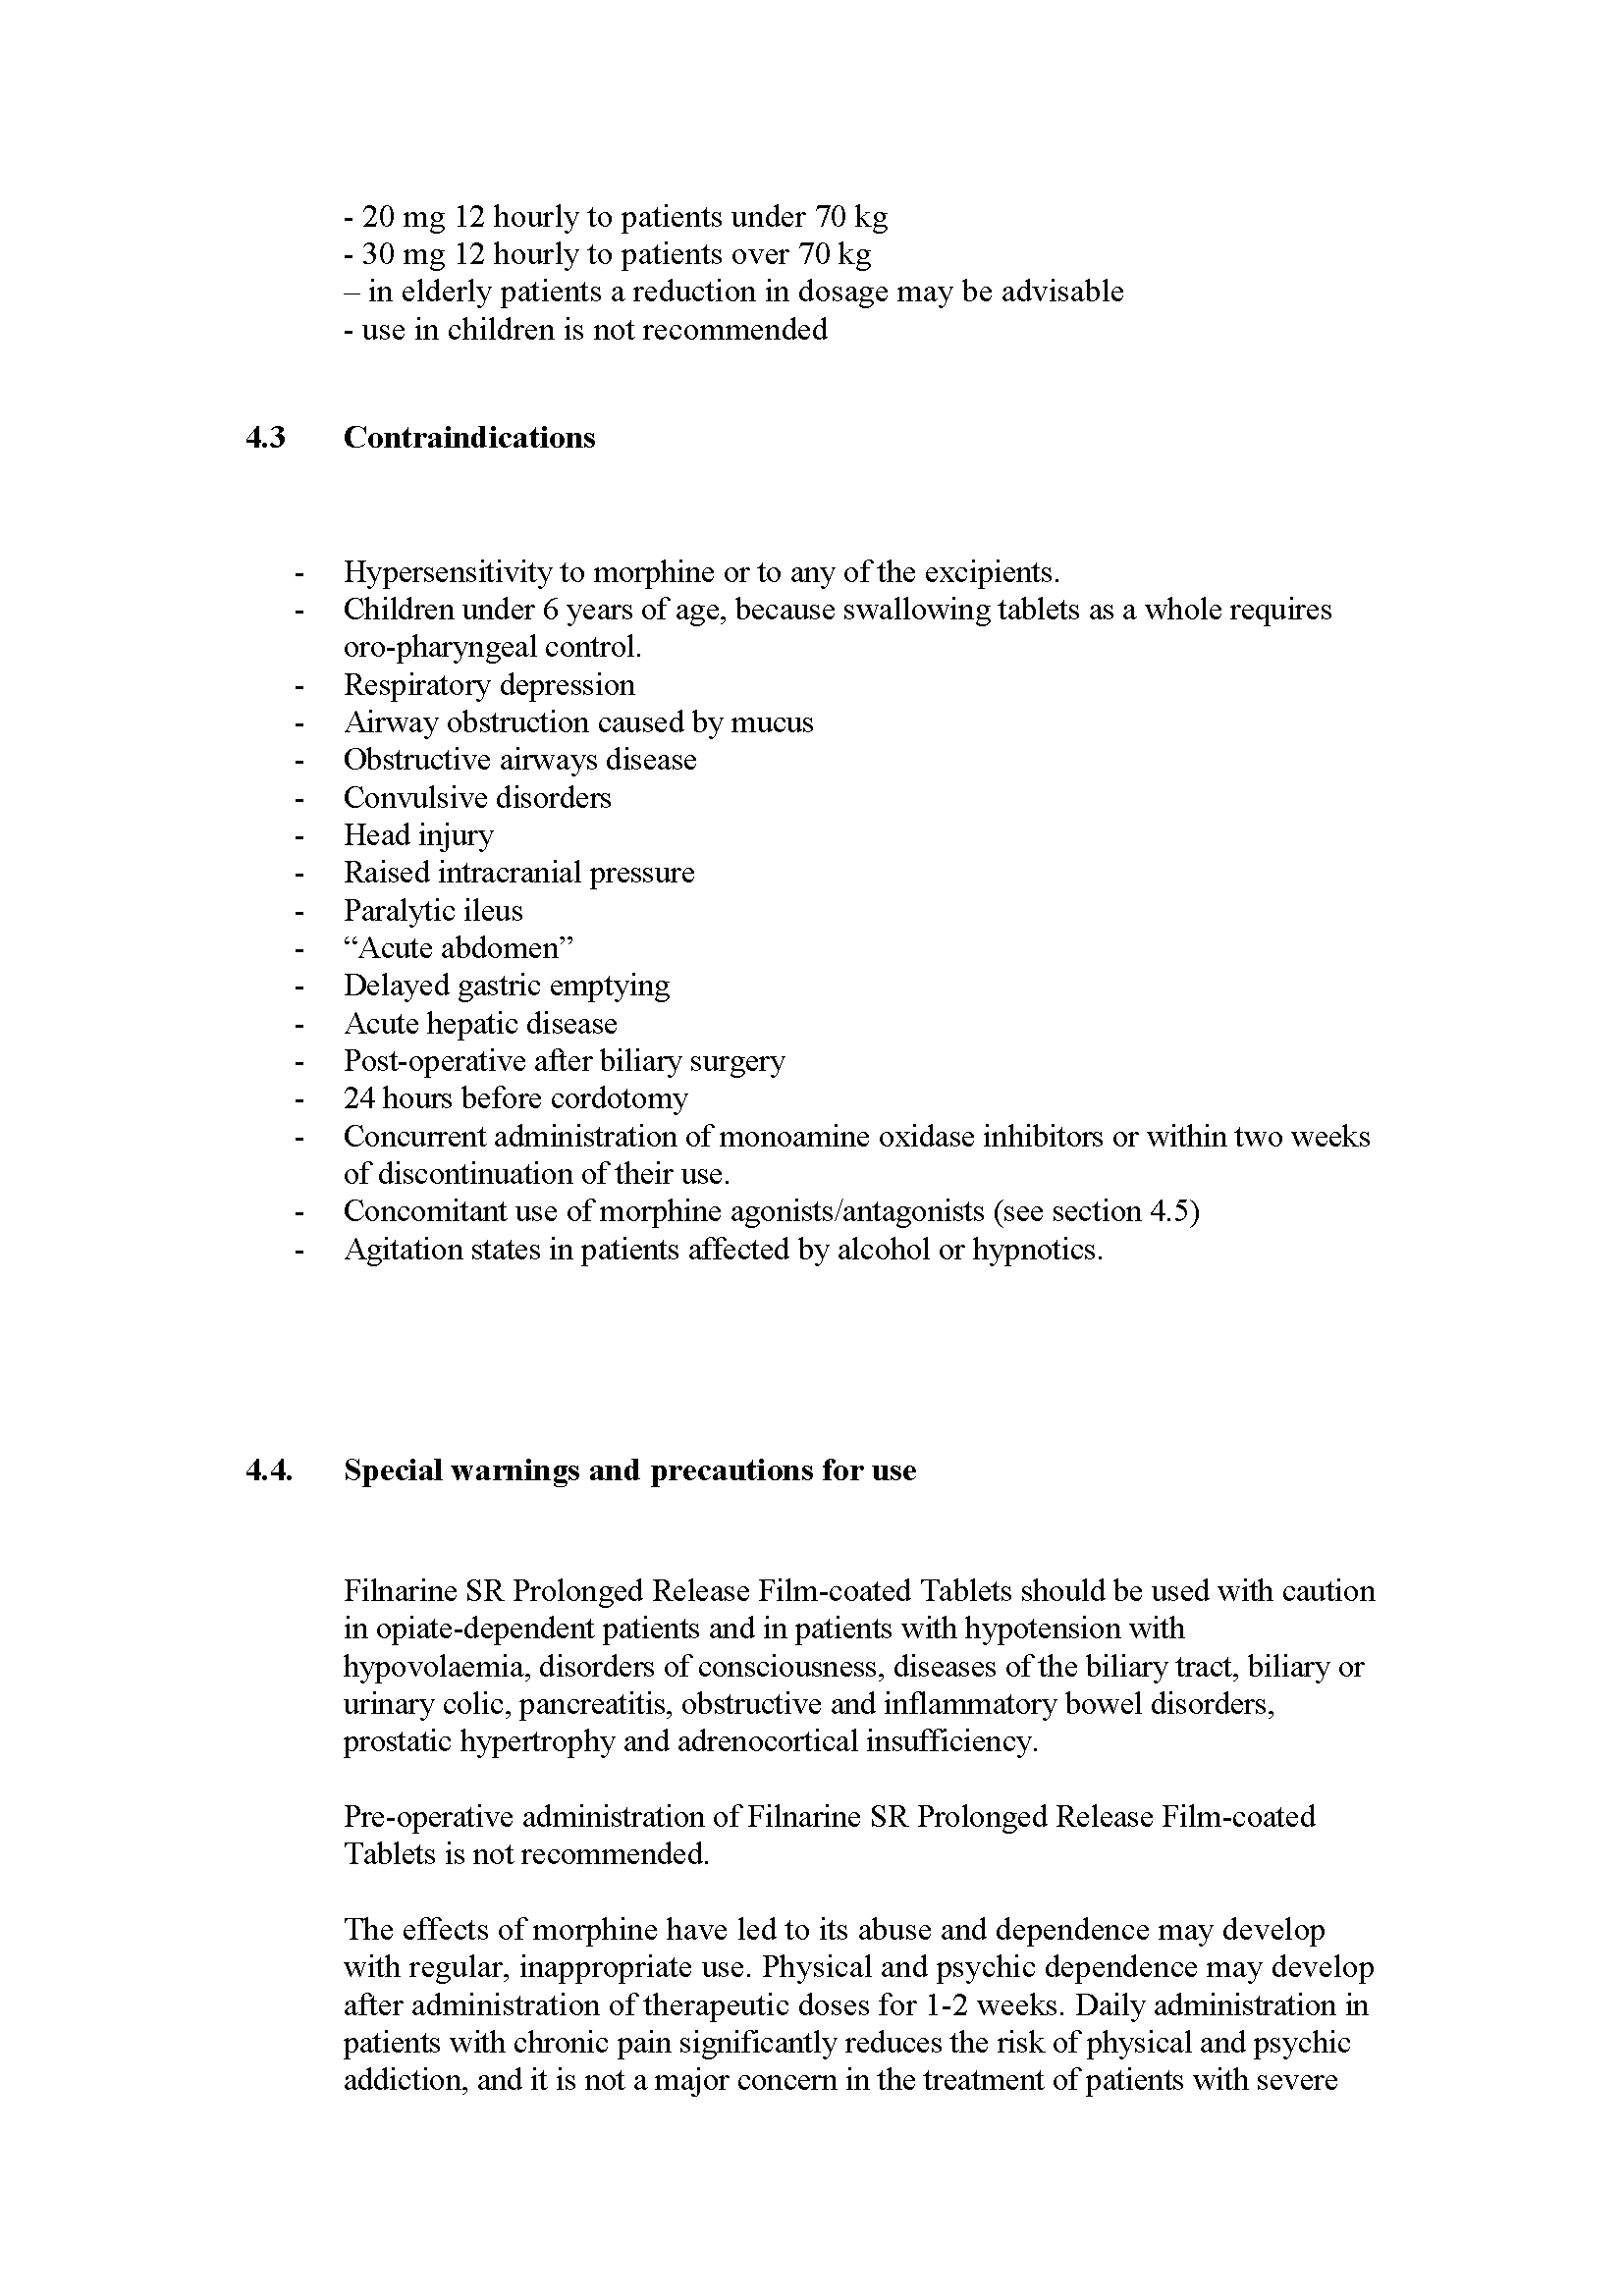 - 20 mg 12 hourly to patients under 70 kg
- 30 mg 12 hourly to patients over 70 kg
– in elderly patients a reduction in dosage may be advisable
- use in children is not recommended
4.3 Contraindications
- Hypersensitivity to morphine or to any of the excipients.
- Children under 6 years of age, because swallowing tablets as a whole requires
oro-pharyngeal control.
- Respiratory depression
- Airway obstruction caused by mucus
- Obstructive airways disease
- Convulsive disorders
- Head injury
- Raised intracranial pressure
- Paralytic ileus
- “Acute abdomen”
- Delayed gastric emptying
- Acute hepatic disease
- Post-operative after biliary surgery
- 24 hours before cordotomy
- Concurrent administration of monoamine oxidase inhibitors or within two weeks
of discontinuation of their use.
- Concomitant use of morphine agonists/antagonists (see section 4.5)
- Agitation states in patients affected by alcohol or hypnotics.
4.4. Special warnings and precautions for use
Filnarine SR Prolonged Release Film-coated Tablets should be used with caution
in opiate-dependent patients and in patients with hypotension with
hypovolaemia, disorders of consciousness, diseases of the biliary tract, biliary or
urinary colic, pancreatitis, obstructive and inflammatory bowel disorders,
prostatic hypertrophy and adrenocortical insufficiency.
Pre-operative administration of Filnarine SR Prolonged Release Film-coated
Tablets is not recommended.
The effects of morphine have led to its abuse and dependence may develop
with regular, inappropriate use. Physical and psychic dependence may develop
after administration of therapeutic doses for 1-2 weeks. Daily administration in
patients with chronic pain significantly reduces the risk of physical and psychic
addiction, and it is not a major concern in the treatment of patients with severe